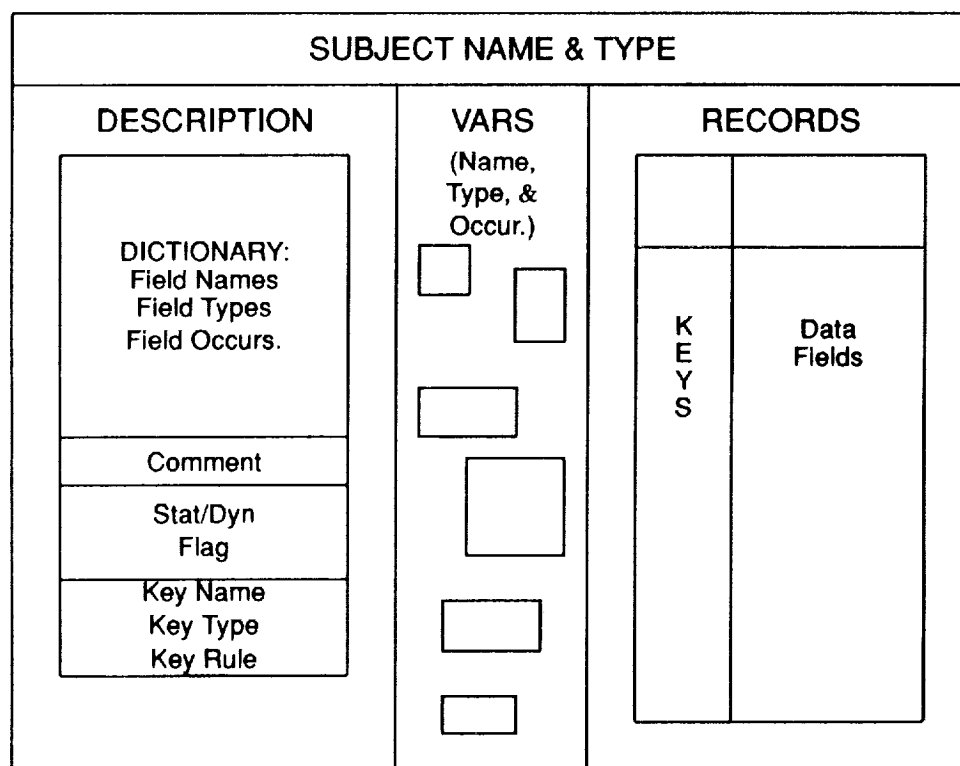 SUBJECT NAME & TYPE
DESCRIPTION
DICTIONARY:
Field Names
Field Types
Field Occurs.
Comment
Stat/Dyn
Flag
Key Name
Key Type
Key Rule
VARS
(Name,
Type, &
Occur.)
RECORDS
KEYS
Data
Fields